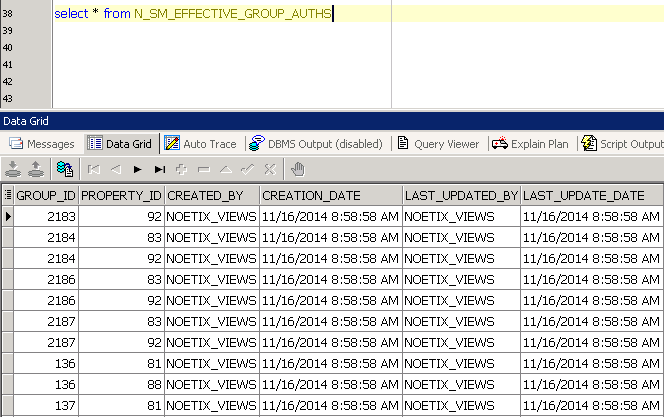 38 select * from N_SM_EFFECTIVE_GROUP_AUTHS
39
40
41
42
43
Data Grid
Messages Data Grid Auto Trace DBMS Output (disabled) Query Viewer Explain Plan Script Output
GROUP_ID PROPERTY_ID CREATED_BY CREATION_DATE LAST_UPDATED_BY LAST_UPDATE_DATE
2183 92 NOETIX_VIEWS 11/16/2014 8:58:58 AM NOETIX_VIEWS 11/16/2014 8:58:58 AM
2184 83 NOETIX_VIEWS 11/16/2014 8:58:58 AM NOETIX_VIEWS 11/16/2014 8:58:58 AM
2184 92 NOETIX_VIEWS 11/16/2014 8:58:58 AM NOETIX_VIEWS 11/16/2014 8:58:58 AM
2186 83 NOETIX_VIEWS 11/16/2014 8:58:58 AM NOETIX_VIEWS 11/16/2014 8:58:58 AM
2186 92 NOETIX_VIEWS 11/16/2014 8:58:58 AM NOETIX_VIEWS 11/16/2014 8:58:58 AM
2187 83 NOETIX_VIEWS 11/16/2014 8:58:58 AM NOETIX_VIEWS 11/16/2014 8:58:58 AM
2187 92 NOETIX_VIEWS 11/16/2014 8:58:58 AM NOETIX_VIEWS 11/16/2014 8:58:58 AM
136 81 NOETIX_VIEWS 11/16/2014 8:58:58 AM NOETIX_VIEWS 11/16/2014 8:58:58 AM
136 88 NOETIX_VIEWS 11/16/2014 8:58:58 AM NOETIX_VIEWS 11/16/2014 8:58:58 AM
137 81 NOETIX_VIEWS 11/16/2014 8:58:58 AM NOETIX_VIEWS 11/16/2014 8:58:58 AM